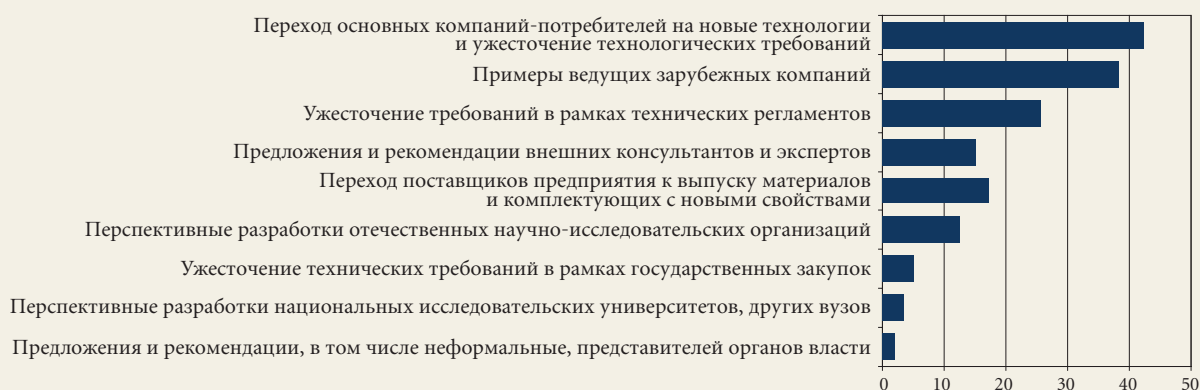 Переход основных компаний-потребителей на новые технологии
и ужесточение технологических требований
Примеры ведущих зарубежных компаний
Ужесточение требований в рамках технических регламентов
Предложения и рекомендации внешних консультантов и экспертов
Переход поставщиков предприятия к выпуску материалов
и комплектующих с новыми свойствами
Перспективные разработки отечественных научно-исследовательских организаций
Ужесточение технических требований в рамках государственных закупок
Перспективные разработки национальных исследовательских университетов, других вузов
Предложения и рекомендации, в том числе неформальные, представителей органов власти
0 10 20 30 40 50